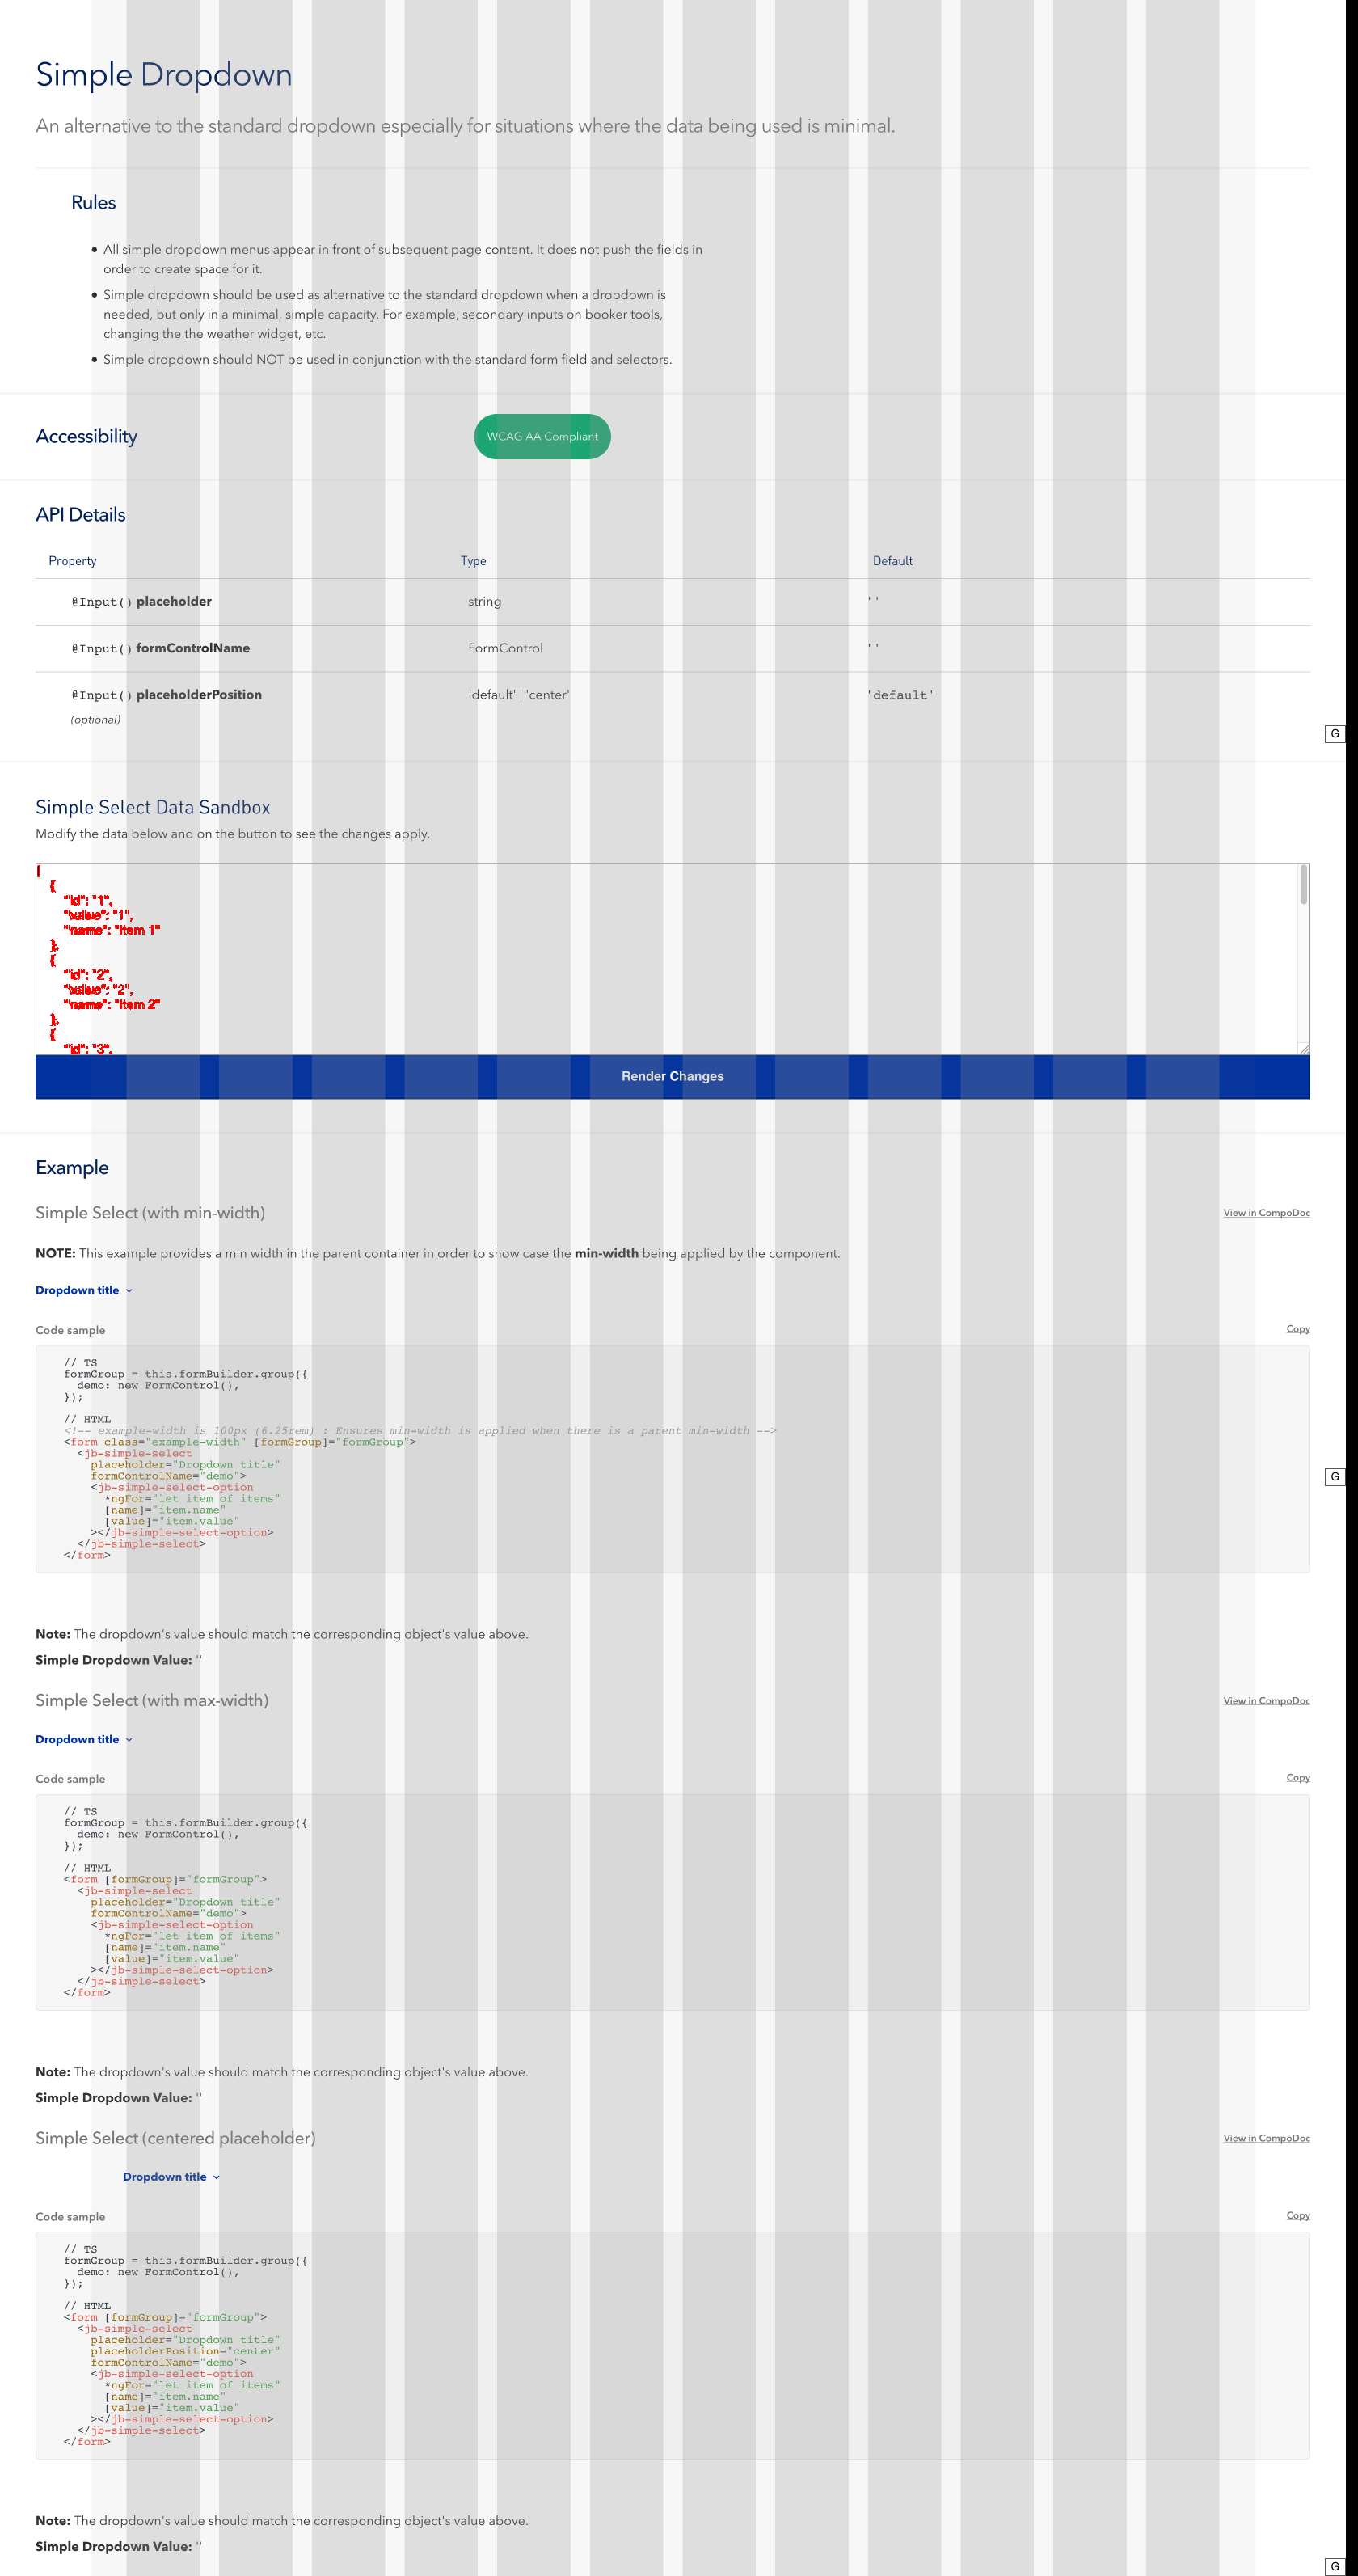 Simple Dropdown
An alternative to the standard dropdown especially for situations where the data being used is minimal.
Rules
• All simple dropdown menus appear in front of subsequent page content. It does not push the fields in
order to create space for it.
• Simple dropdown should be used as alternative to the standard dropdown when a dropdown is
needed, but only in a minimal, simple capacity. For example, secondary inputs on booker tools,
changing the the weather widget, etc.
• Simple dropdown should NOT be used in conjunction with the standard form field and selectors.
Accessibility
WCAG AA Compliant
API Details
Property Type Default
@Input() placeholder string ''
@Input() formControlName FormControl ''
@Input() placeholderPosition 'default' | 'center' 'default'
(optional)
G
Simple Select Data Sandbox
Modify the data below and on the button to see the changes apply.
[
{
"id": "1",
"value": "1",
"name": "Item 1"
},
{
"id": "2",
"value": "2",
"name": "Item 2"
},
{
"id": "3",
Render Changes
Example
Simple Select (with min-width) View in CompoDoc
NOTE: This example provides a min width in the parent container in order to show case the min-width being applied by the component.
Dropdown title
Code sample Copy
// TS
formGroup = this.formBuilder.group({
demo: new FormControl(),
});
// HTML
<!-- example-width is 100px (6.25rem) : Ensures min-width is applied when there is a parent min-width -->
<form class="example-width" [formGroup]="formGroup">
<jb-simple-select
placeholder="Dropdown title"
formControlName="demo">
<jb-simple-select-option
*ngFor="let item of items"
[name]="item.name"
[value]="item.value"
></jb-simple-select-option>
</jb-simple-select>
</form>
G
Note: The dropdown's value should match the corresponding object's value above.
Simple Dropdown Value: ''
Simple Select (with max-width) View in CompoDoc
Dropdown title
Code sample Copy
// TS
formGroup = this.formBuilder.group({
demo: new FormControl(),
});
// HTML
<form [formGroup]="formGroup">
<jb-simple-select
placeholder="Dropdown title"
formControlName="demo">
<jb-simple-select-option
*ngFor="let item of items"
[name]="item.name"
[value]="item.value"
></jb-simple-select-option>
</jb-simple-select>
</form>
Note: The dropdown's value should match the corresponding object's value above.
Simple Dropdown Value: ''
Simple Select (centered placeholder) View in CompoDoc
Dropdown title
Code sample Copy
// TS
formGroup = this.formBuilder.group({
demo: new FormControl(),
});
// HTML
<form [formGroup]="formGroup">
<jb-simple-select
placeholder="Dropdown title"
placeholderPosition="center"
formControlName="demo">
<jb-simple-select-option
*ngFor="let item of items"
[name]="item.name"
[value]="item.value"
></jb-simple-select-option>
</jb-simple-select>
</form>
Note: The dropdown's value should match the corresponding object's value above.
Simple Dropdown Value: ''
G